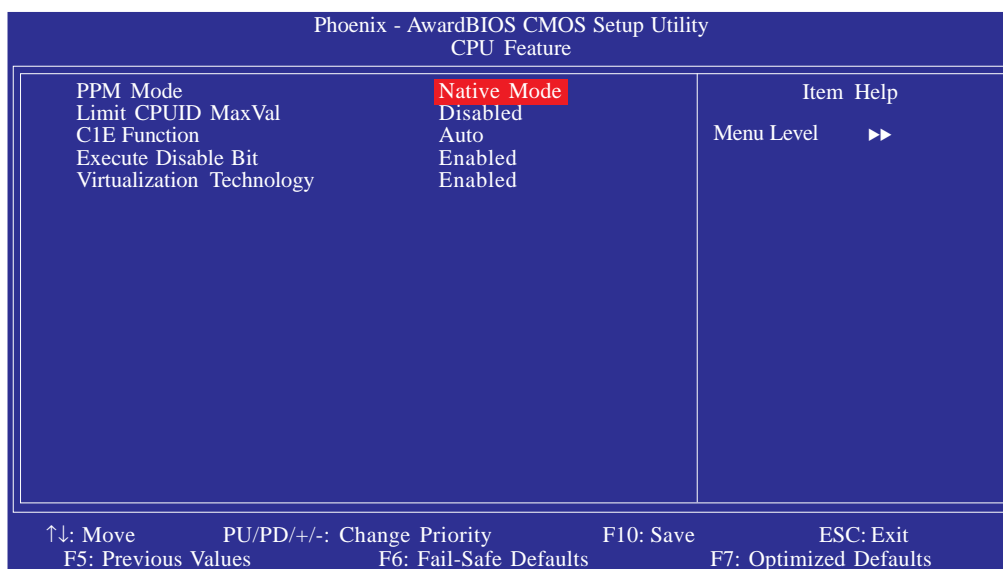 Phoenix - AwardBIOS CMOS Setup Utility
CPU Feature
PPM Mode Native Mode
Limit CPUID MaxVal Disabled
C1E Function Auto
Execute Disable Bit Enabled
Virtualization Technology Enabled
Item Help
Menu Level ▸▸
↑↓: Move PU/PD/+/-: Change Priority F10: Save ESC: Exit
F5: Previous Values F6: Fail-Safe Defaults F7: Optimized Defaults